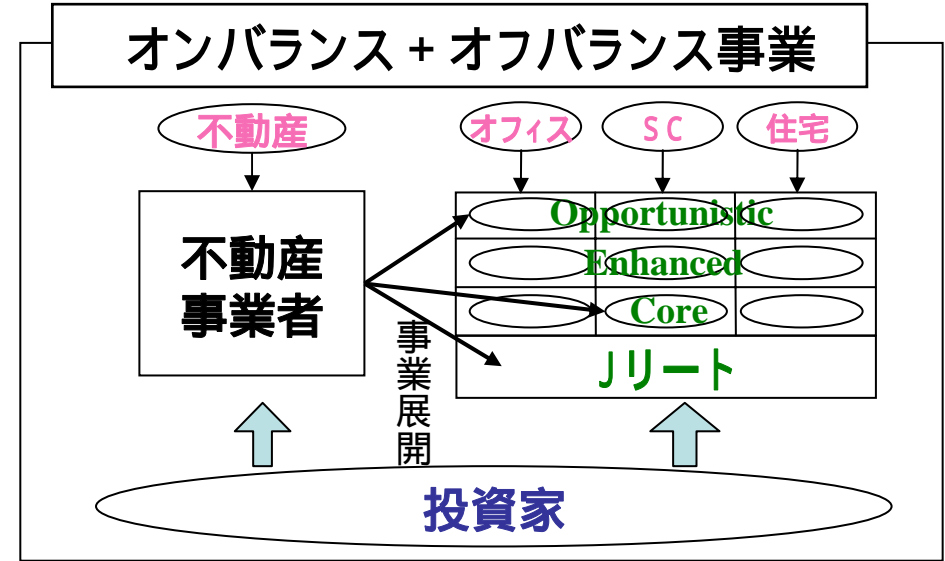 オンバランス + オフバランス事業
不動産
オフィス
ＳＣ
住宅
不動産
事業者
Opportunistic
Enhanced
Core
Jリート
事業展開
投資家